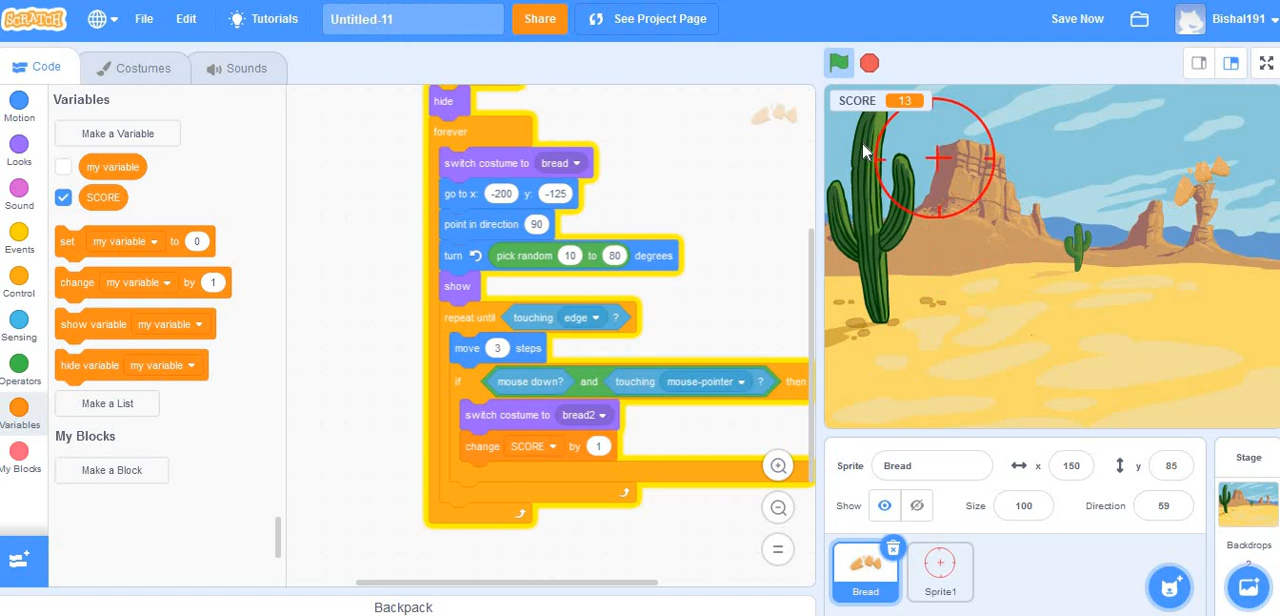 SCRATCH File Edit Tutorials Untitled-11 Share See Project Page Save Now Bishal191
Code Costumes Sounds
Motion
Looks
Sound
Events
Control
Sensing
Operators
Variables
My Blocks
Variables
Make a Variable
my variable
SCORE
set my variable to 0
change my variable by 1
show variable my variable
hide variable my variable
Make a List
My Blocks
Make a Block
hide
forever
switch costume to bread
go to x: -200 y: -125
point in direction 90
turn pick random 10 to 80 degrees
show
repeat until touching edge ?
move 3 steps
if mouse down? and touching mouse-pointer ? then
switch costume to bread2
change SCORE by 1
Backpack
SCORE 13
Sprite Bread x 150 y 85
Show Size 100 Direction 59
Bread
Sprite1
Stage
Backdrops
2